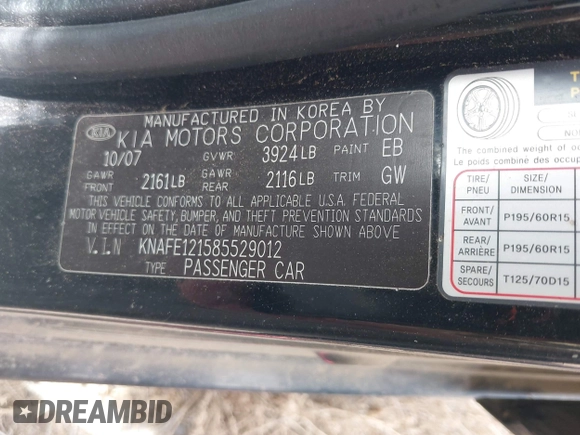 MANUFACTURED IN KOREA BY
KIA KIA MOTORS CORPORATION
10/07 GVWR 3924LB PAINT EB
GAWR FRONT 2161LB GAWR REAR 2116LB TRIM GW
THIS VEHICLE CONFORMS TO ALL APPLICABLE U.S.A. FEDERAL
MOTOR VEHICLE SAFETY, BUMPER, AND THEFT PREVENTION STANDARDS
IN EFFECT ON THE DATE OF MANUFACTURE SHOWN ABOVE
V.I.N KNAFE121585529012
TYPE PASSENGER CAR
The combined weight of oc
Le poids combiné des occup
TIRE/PNEU SIZE/DIMENSION
FRONT/AVANT P195/60R15
REAR/ARRIÈRE P195/60R15
SPARE/SECOURS T125/70D15
DREAMBID